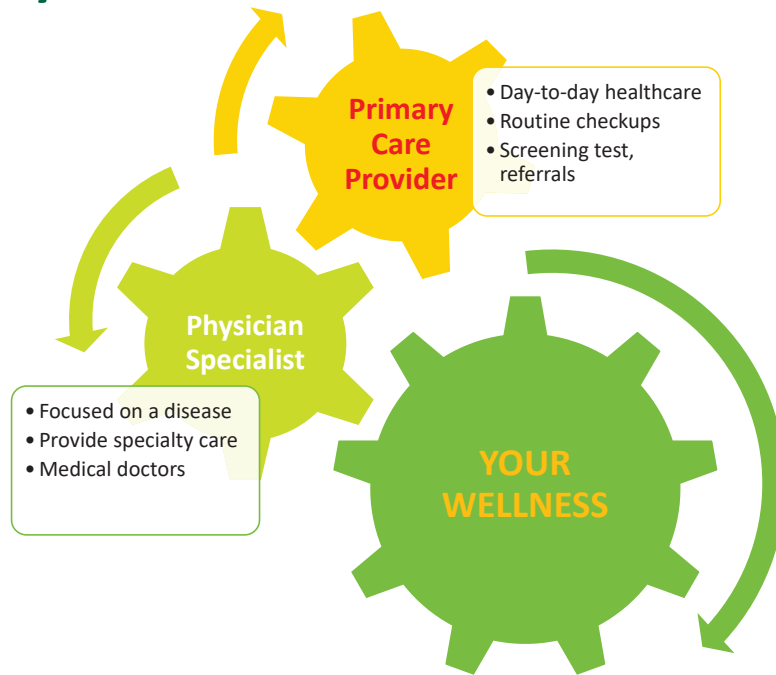 Primary
Care
Provider
• Day-to-day healthcare
• Routine checkups
• Screening test,
referrals
Physician
Specialist
• Focused on a disease
• Provide specialty care
• Medical doctors
YOUR
WELLNESS